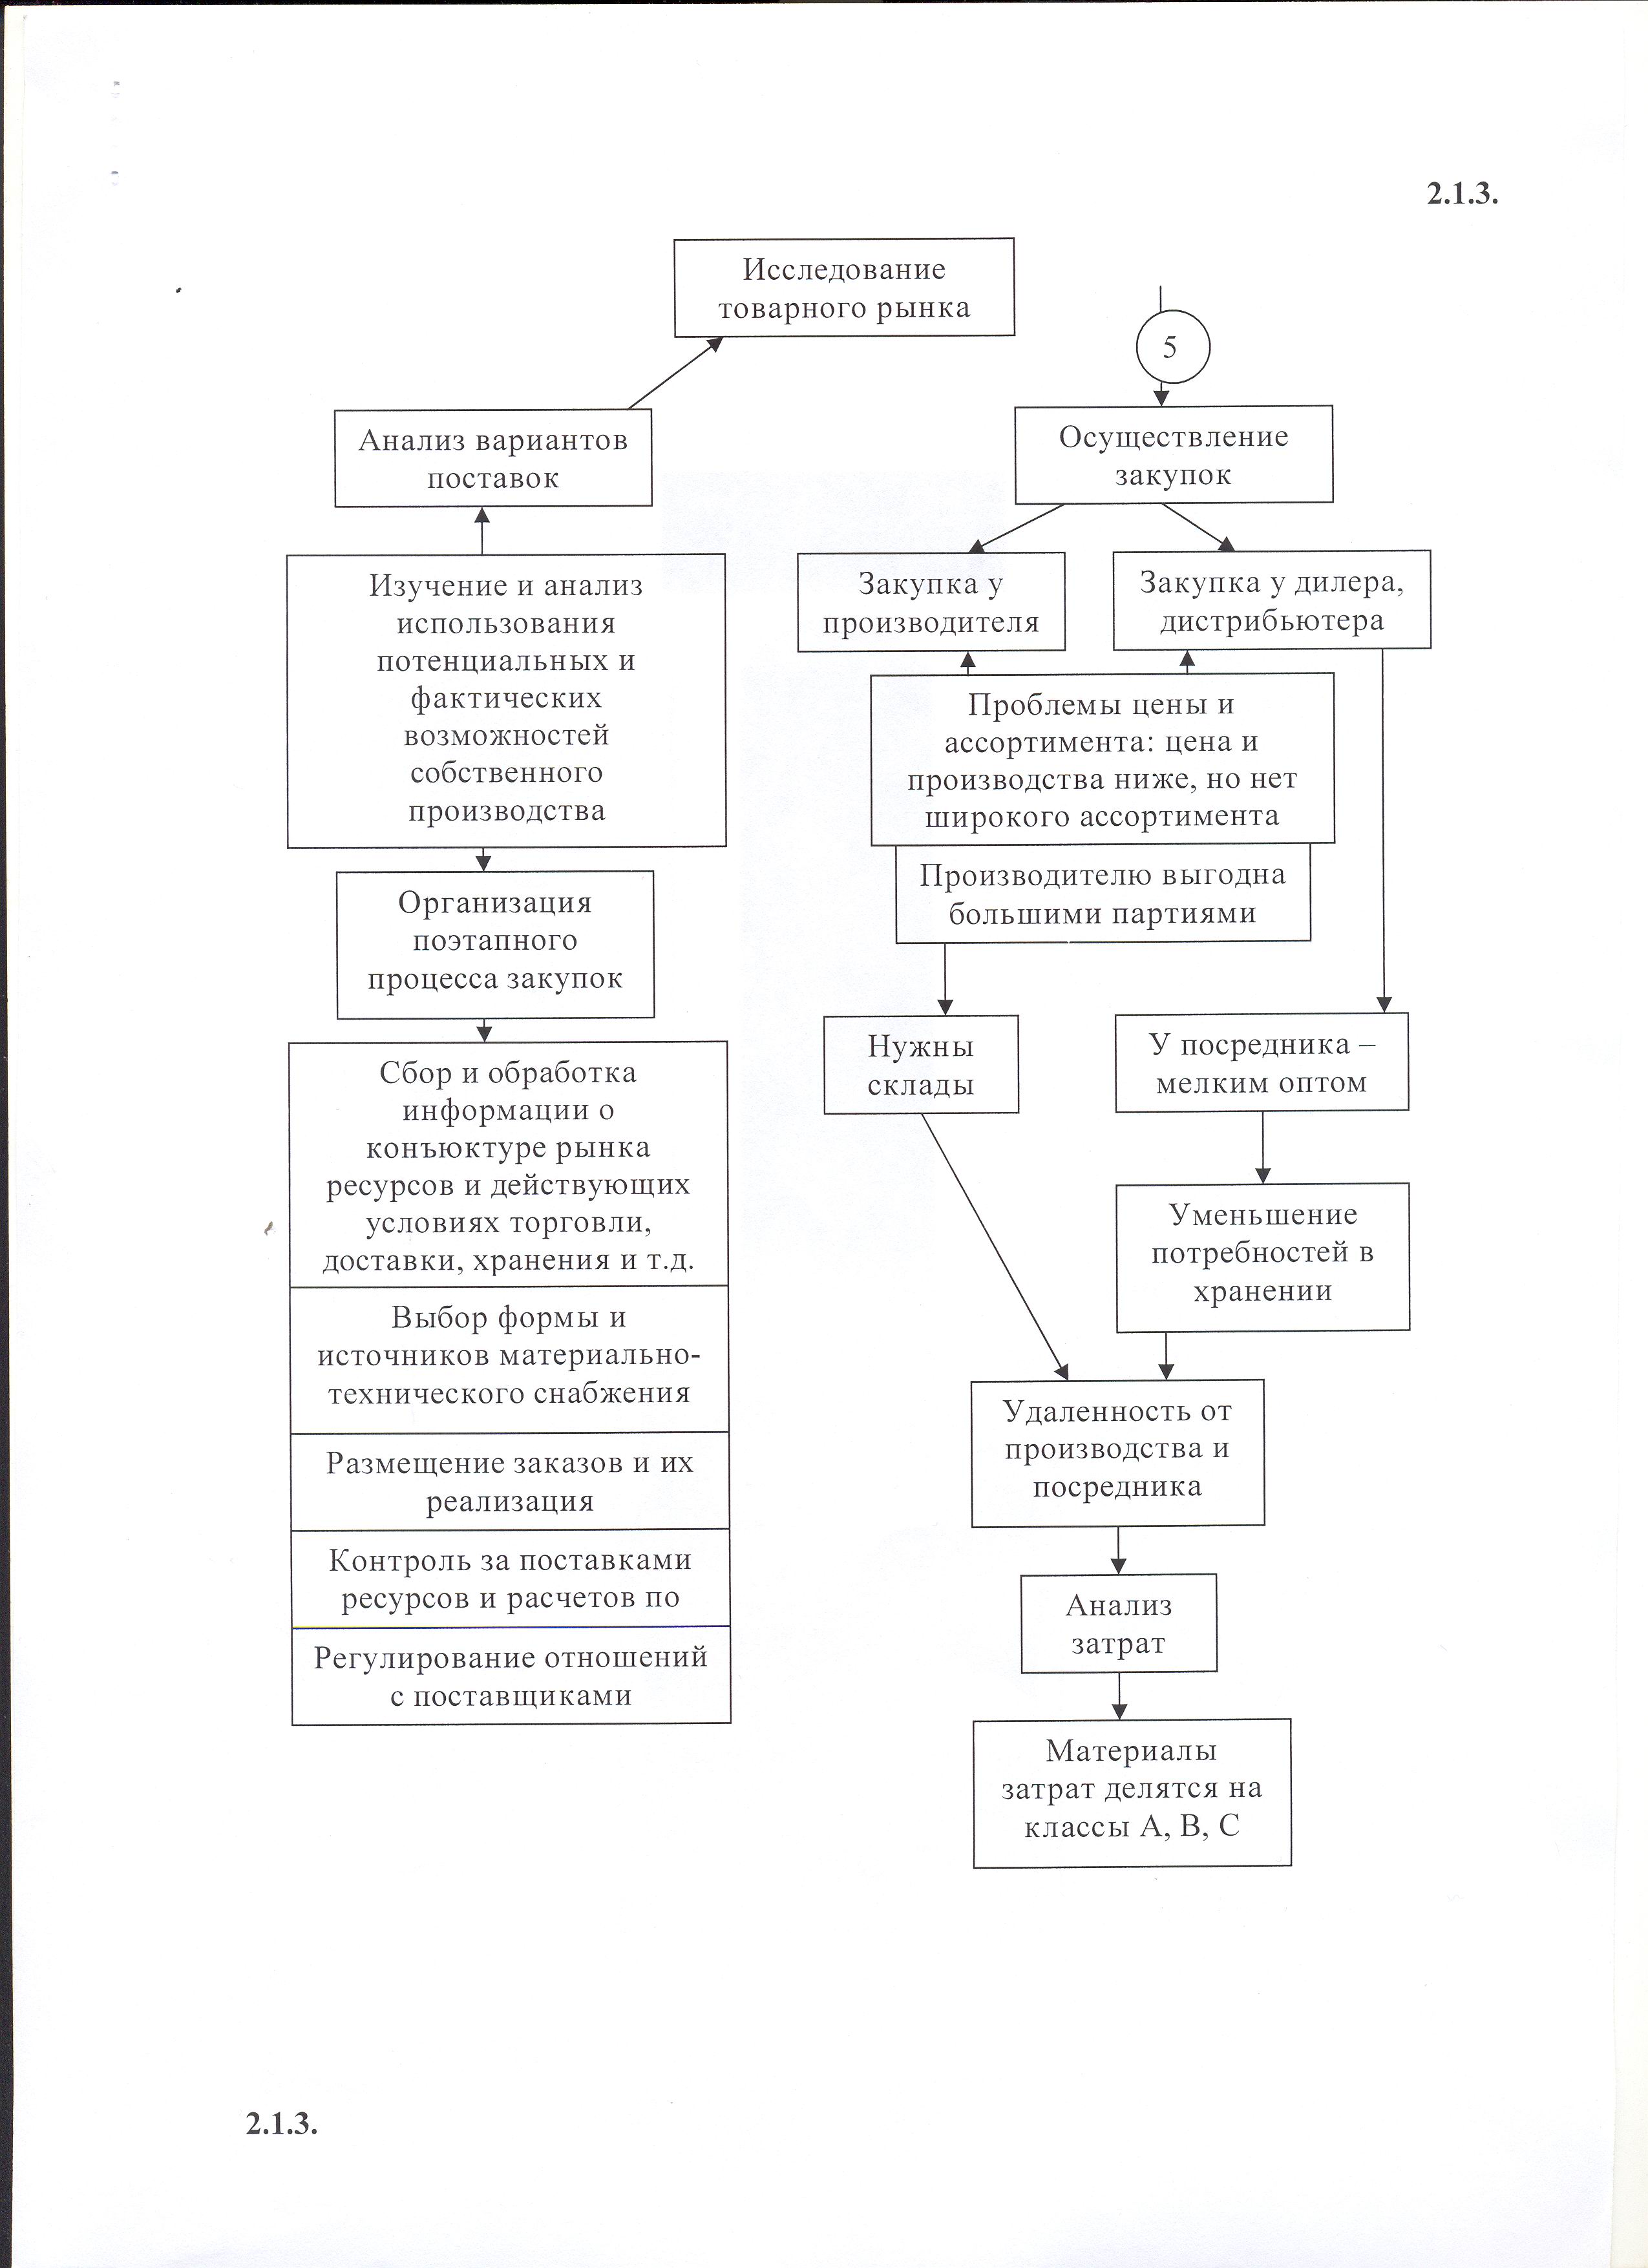 2.1.3.
Исследование
товарного рынка
5
Анализ вариантов
поставок
Осуществление
закупок
Изучение и анализ
использования
потенциальных и
фактических
возможностей
собственного
производства
Закупка у
производителя
Закупка у дилера,
дистрибьютера
Проблемы цены и
ассортимента: цена и
производства ниже, но нет
широкого ассортимента
Производителю выгодна
большими партиями
Организация
поэтапного
процесса закупок
Нужны
склады
У посредника –
мелким оптом
Сбор и обработка
информации о
конъюктуре рынка
ресурсов и действующих
условиях торговли,
доставки, хранения и т.д.
Выбор формы и
источников материально-
технического снабжения
Размещение заказов и их
реализация
Контроль за поставками
ресурсов и расчетов по
Регулирование отношений
с поставщиками
Уменьшение
потребностей в
хранении
Удаленность от
производства и
посредника
Анализ
затрат
Материалы
затрат делятся на
классы А, В, С
2.1.3.